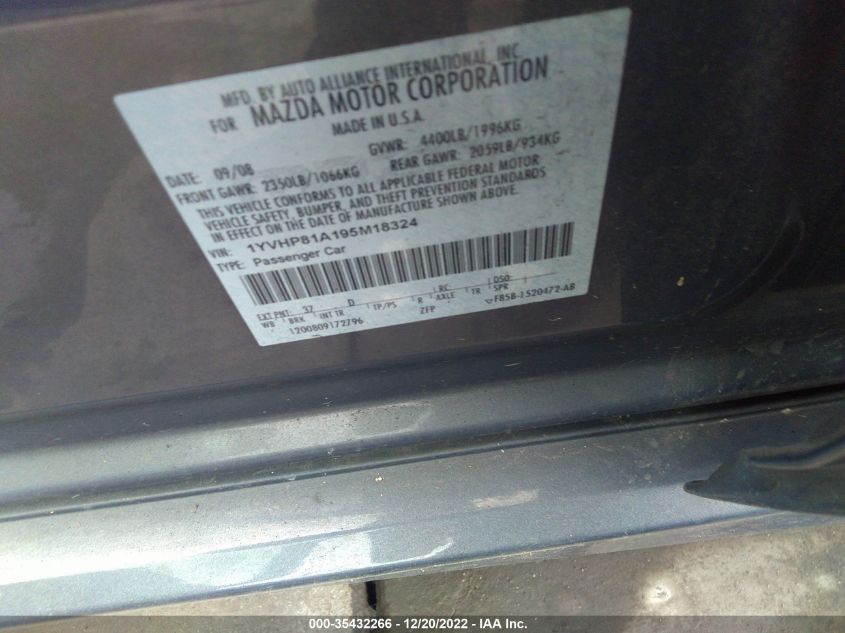 MFD. BY AUTO ALLIANCE INTERNATIONAL, INC
FOR MAZDA MOTOR CORPORATION
MADE IN U.S.A.
DATE: 09/08 GVWR: 4400LB/1996KG
FRONT GAWR: 2350LB/1066KG REAR GAWR: 2059LB/934KG
THIS VEHICLE CONFORMS TO ALL APPLICABLE FEDERAL MOTOR
VEHICLE SAFETY, BUMPER, AND THEFT PREVENTION STANDARDS
IN EFFECT ON THE DATE OF MANUFACTURE SHOWN ABOVE.
VIN: 1YVHP81A195M18324
TYPE: Passenger Car
EXT PNT: 37 D RC: DSO:
WB BRK INT TR TP/PS R AXLE TR SPR
1200809172796 ZFP F85B-1520472-AB
000-35432266 - 12/20/2022 - IAA Inc.